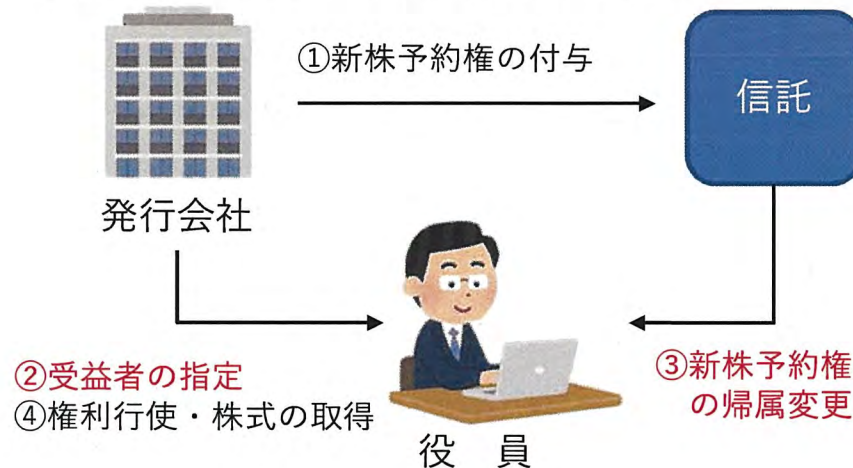 ①新株予約権の付与
信託
発行会社
②受益者の指定
④権利行使・株式の取得
③新株予約権
の帰属変更
役 員